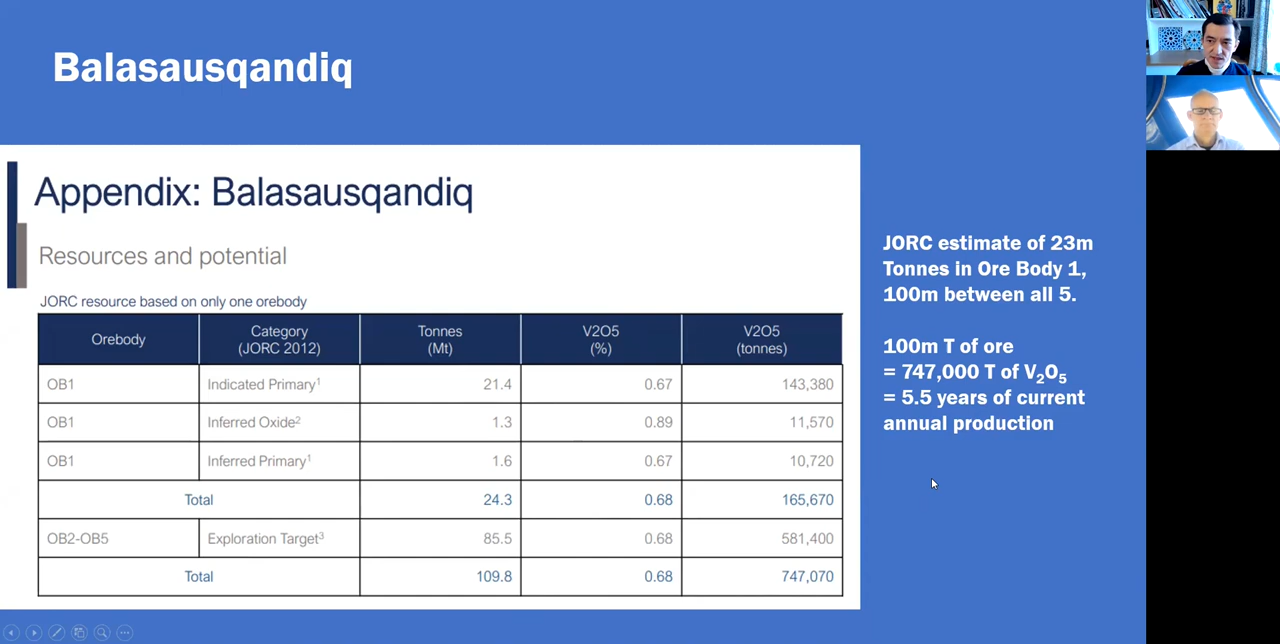 Balasausqandiq
Appendix: Balasausqandiq
Resources and potential
JORC resource based on only one orebody
Orebody Category (JORC 2012) Tonnes (Mt) V2O5 (%) V2O5 (tonnes)
OB1 Indicated Primary¹ 21.4 0.67 143,380
OB1 Inferred Oxide² 1.3 0.89 11,570
OB1 Inferred Primary¹ 1.6 0.67 10,720
Total 24.3 0.68 165,670
OB2-OB5 Exploration Target³ 85.5 0.68 581,400
Total 109.8 0.68 747,070
JORC estimate of 23m
Tonnes in Ore Body 1,
100m between all 5.
100m T of ore
= 747,000 T of V₂O₅
= 5.5 years of current
annual production